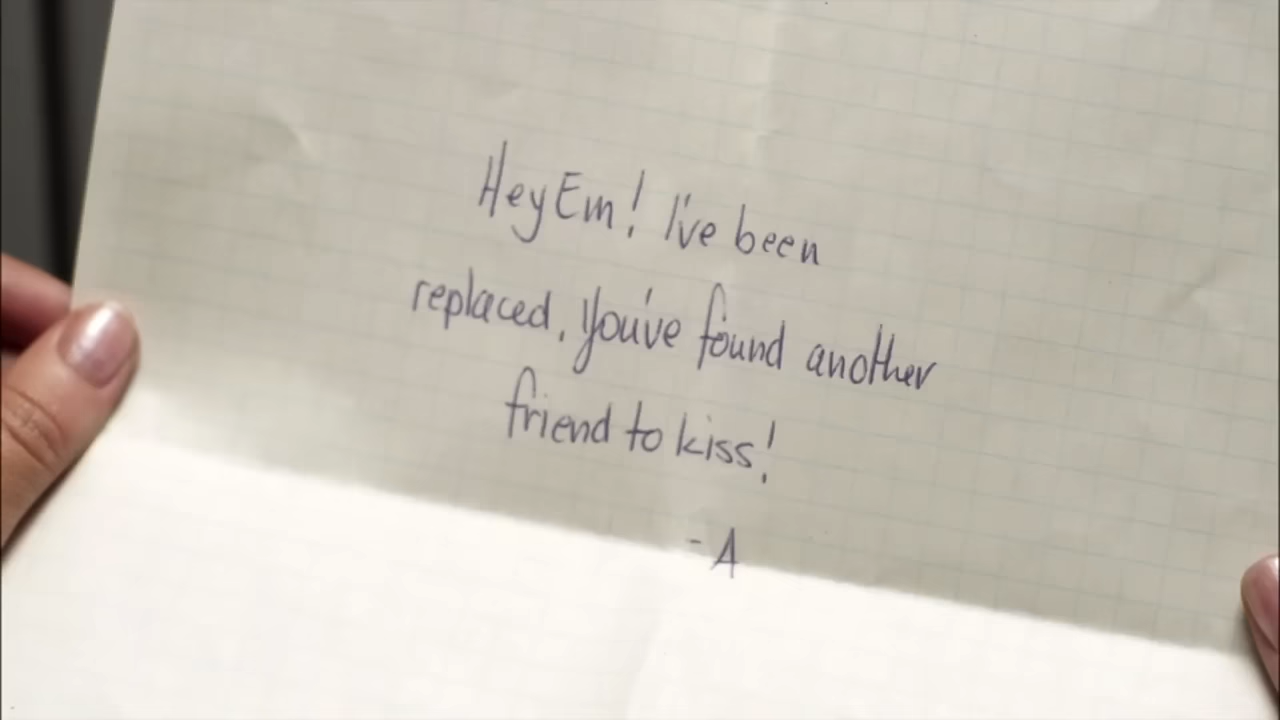 Hey Em! I've been
replaced. You've found another
friend to kiss!
- A